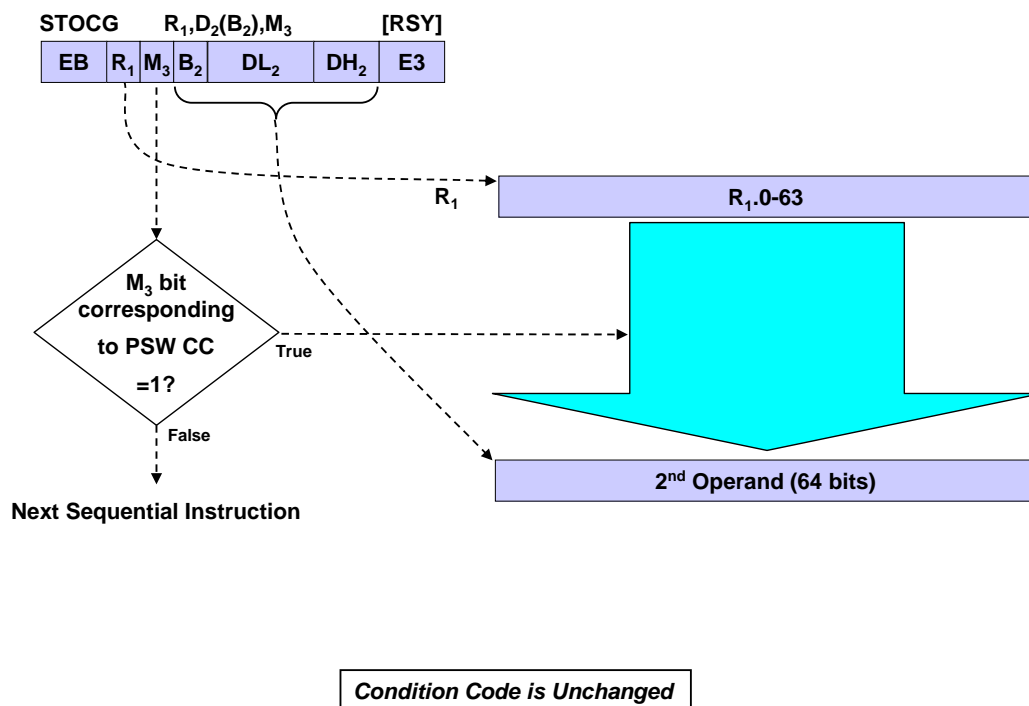 STOCG R₁,D₂(B₂),M₃ [RSY]
EB R₁ M₃ B₂ DL₂ DH₂ E3
R₁
R₁.0-63
M₃ bit
corresponding
to PSW CC
=1?
True
False
2nd Operand (64 bits)
Next Sequential Instruction
Condition Code is Unchanged